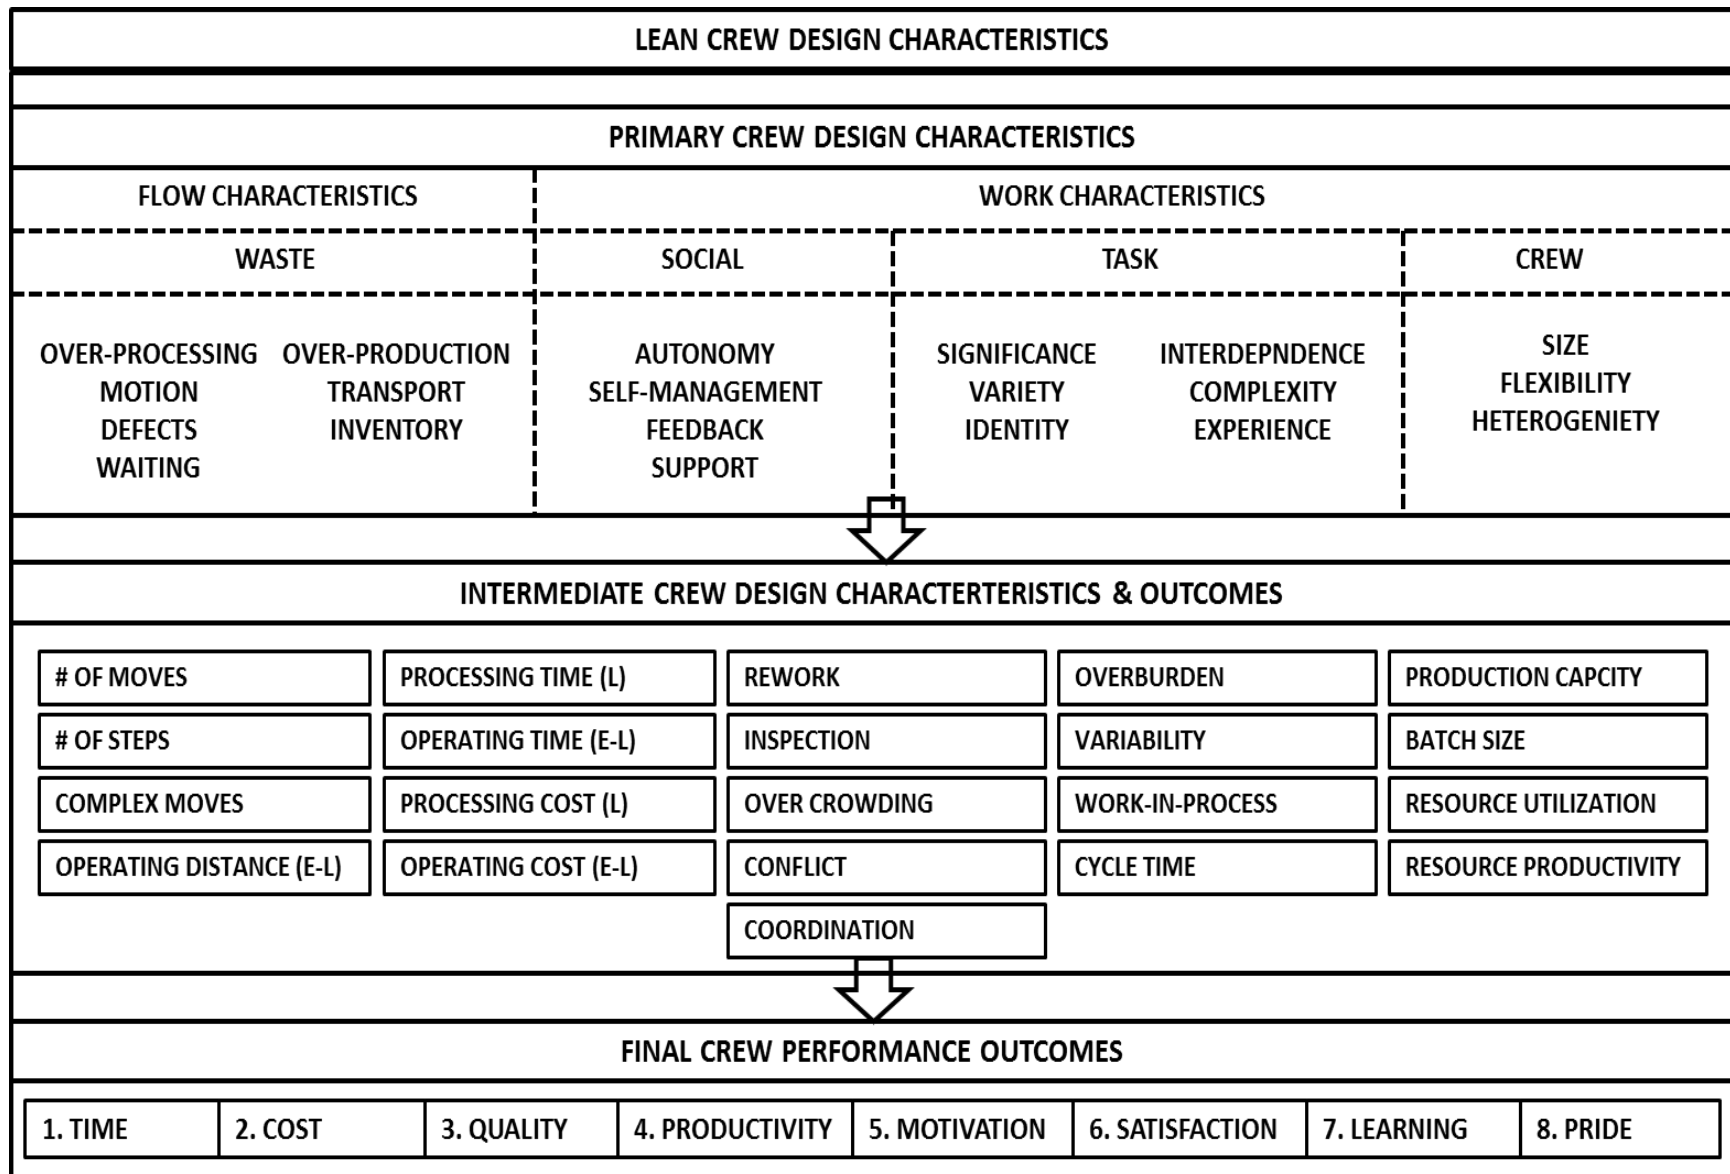 LEAN CREW DESIGN CHARACTERISTICS
PRIMARY CREW DESIGN CHARACTERISTICS
FLOW CHARACTERISTICS
WORK CHARACTERISTICS
WASTE
SOCIAL
TASK
CREW
OVER-PROCESSING
MOTION
DEFECTS
WAITING
OVER-PRODUCTION
TRANSPORT
INVENTORY
AUTONOMY
SELF-MANAGEMENT
FEEDBACK
SUPPORT
SIGNIFICANCE
VARIETY
IDENTITY
INTERDEPNDENCE
COMPLEXITY
EXPERIENCE
SIZE
FLEXIBILITY
HETEROGENIETY
INTERMEDIATE CREW DESIGN CHARACTERTERISTICS & OUTCOMES
# OF MOVES
# OF STEPS
COMPLEX MOVES
OPERATING DISTANCE (E-L)
PROCESSING TIME (L)
OPERATING TIME (E-L)
PROCESSING COST (L)
OPERATING COST (E-L)
REWORK
INSPECTION
OVER CROWDING
CONFLICT
COORDINATION
OVERBURDEN
VARIABILITY
WORK-IN-PROCESS
CYCLE TIME
PRODUCTION CAPCITY
BATCH SIZE
RESOURCE UTILIZATION
RESOURCE PRODUCTIVITY
FINAL CREW PERFORMANCE OUTCOMES
1. TIME
2. COST
3. QUALITY
4. PRODUCTIVITY
5. MOTIVATION
6. SATISFACTION
7. LEARNING
8. PRIDE